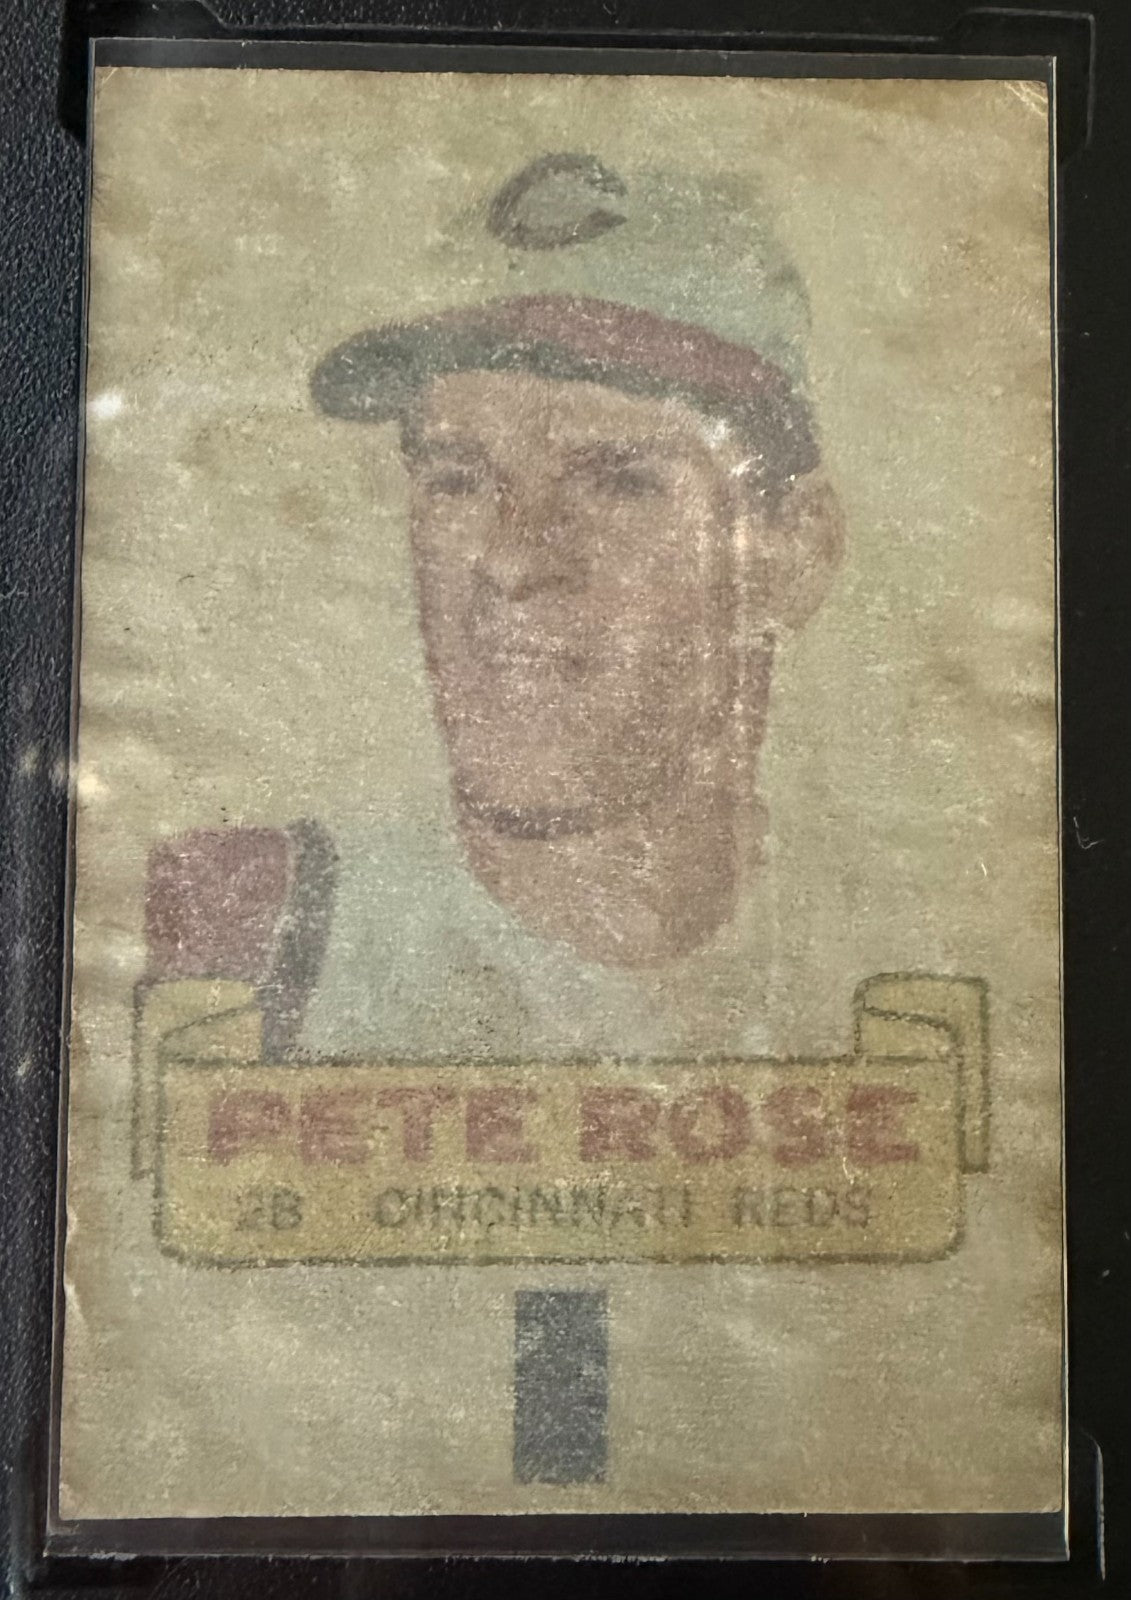 C
PETE ROSE
2B CINCINNATI REDS